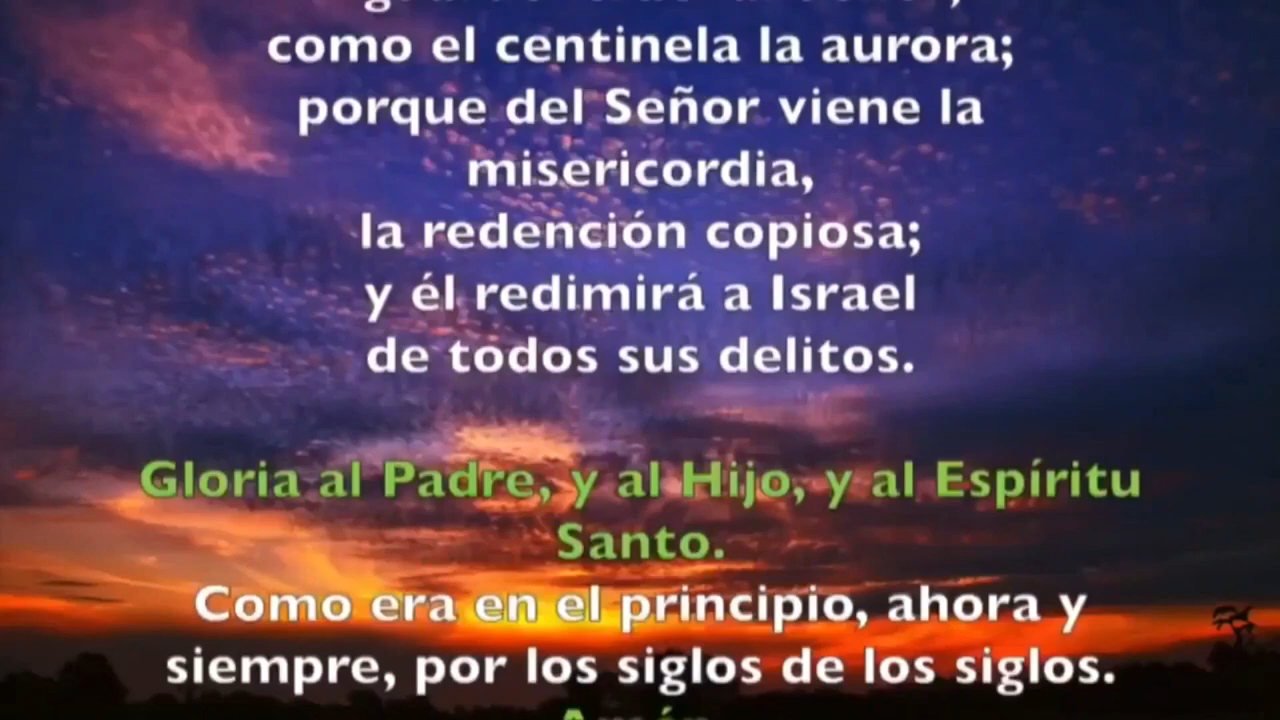 como el centinela la aurora;
porque del Señor viene la
misericordia,
la redención copiosa;
y él redimirá a Israel
de todos sus delitos.
Gloria al Padre, y al Hijo, y al Espíritu
Santo.
Como era en el principio, ahora y
siempre, por los siglos de los siglos.